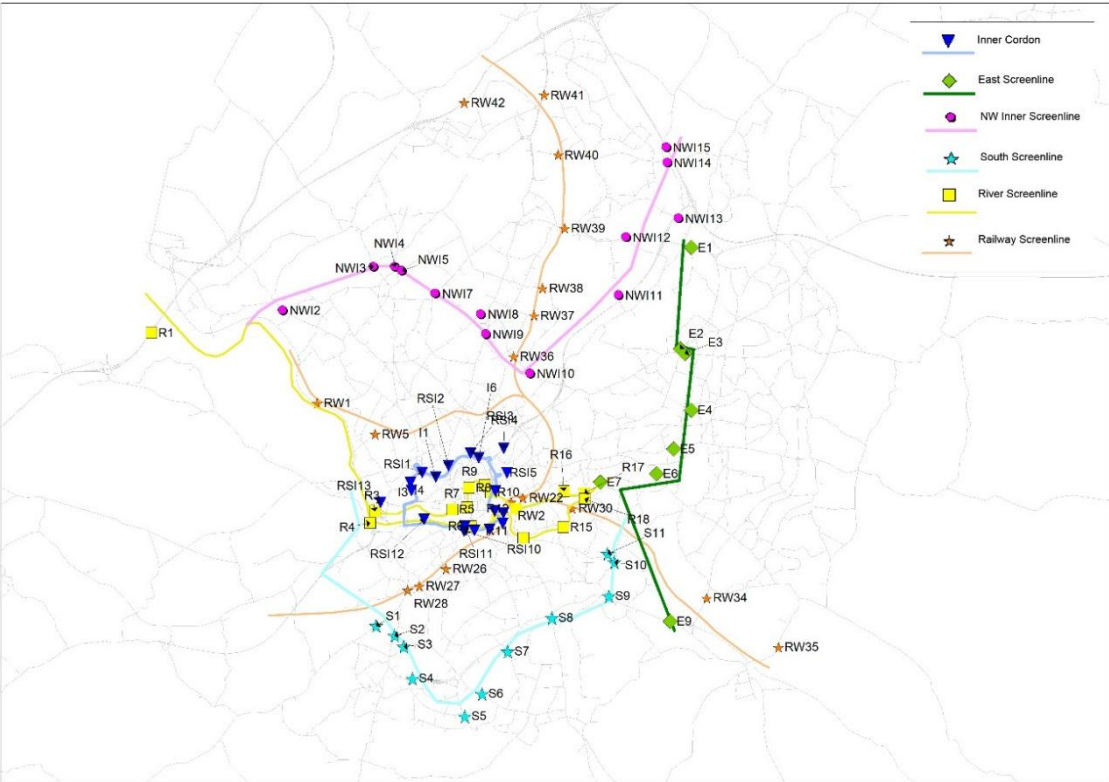 Inner Cordon
East Screenline
NW Inner Screenline
South Screenline
River Screenline
Railway Screenline
RW42
RW41
RW40
NWI15
NWI14
NWI13
RW39
NWI12
E1
NWI4
NWI3
NWI5
RW38
NWI7
NWI11
NWI2
NWI8
RW37
R1
NWI9
E2
E3
RW36
NWI10
I6
RSI2
RW1
E4
RSI3
RSI4
I1
RW5
E5
R16
RSI1
R9
RSI5
R17
E6
E7
RSI13
R3
I3
R7
R8
R10
RW22
R5
RW2
RW30
R4
R15
R18
S11
RSI12
RSI11
RSI10
S10
RW26
RW27
RW28
S9
RW34
S1
S8
E9
S2
S3
S7
RW35
S4
S6
S5